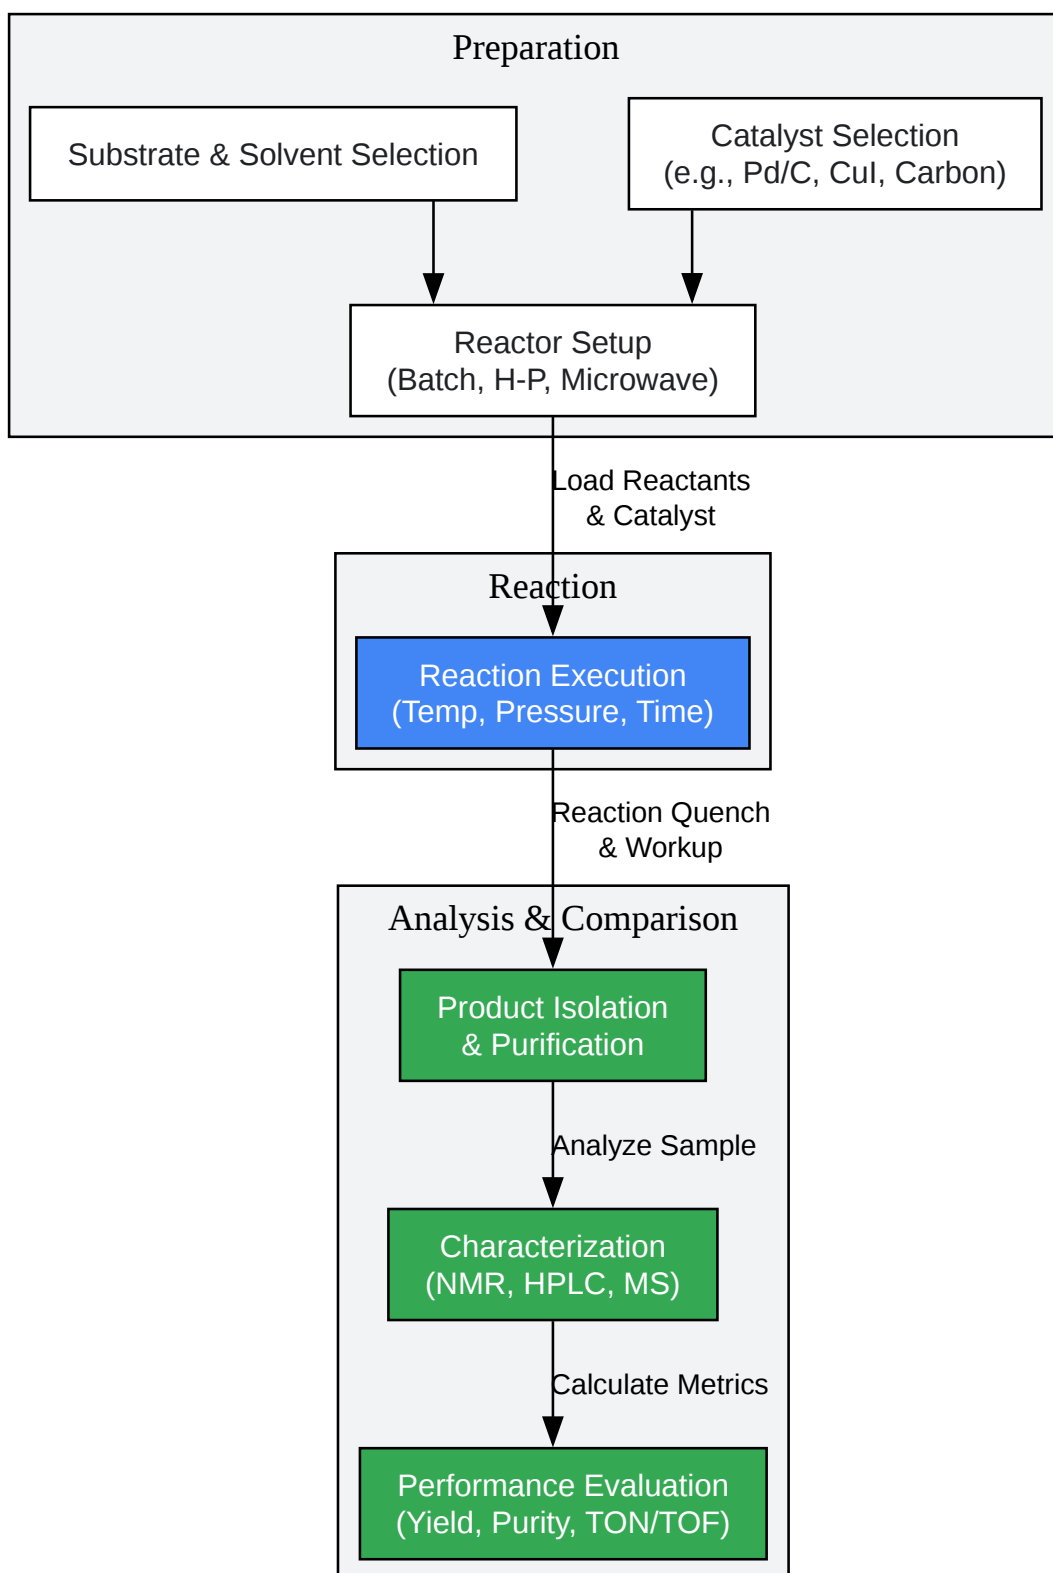 Preparation
Substrate & Solvent Selection
Catalyst Selection
(e.g., Pd/C, CuI, Carbon)
Reactor Setup
(Batch, H-P, Microwave)
Load Reactants
& Catalyst
Reaction
Reaction Execution
(Temp, Pressure, Time)
Reaction Quench
& Workup
Analysis & Comparison
Product Isolation
& Purification
Analyze Sample
Characterization
(NMR, HPLC, MS)
Calculate Metrics
Performance Evaluation
(Yield, Purity, TON/TOF)